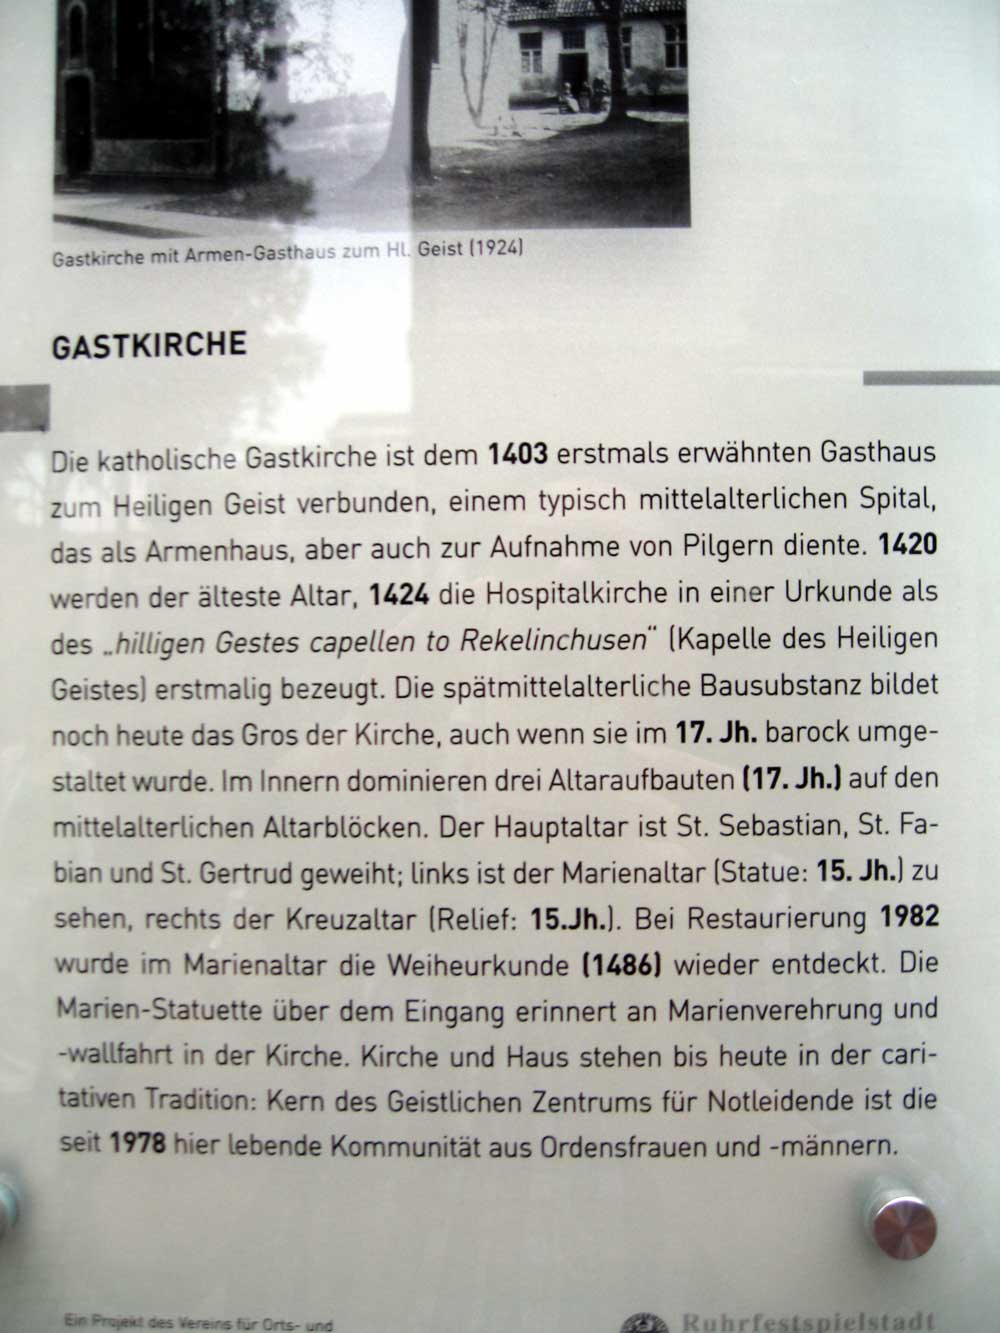 Gastkirche mit Armen-Gasthaus zum Hl. Geist (1924)
GASTKIRCHE
Die katholische Gastkirche ist dem 1403 erstmals erwähnten Gasthaus
zum Heiligen Geist verbunden, einem typisch mittelalterlichen Spital,
das als Armenhaus, aber auch zur Aufnahme von Pilgern diente. 1420
werden der älteste Altar, 1424 die Hospitalkirche in einer Urkunde als
des „hilligen Gestes capellen to Rekelinchusen“ (Kapelle des Heiligen
Geistes) erstmalig bezeugt. Die spätmittelalterliche Bausubstanz bildet
noch heute das Gros der Kirche, auch wenn sie im 17. Jh. barock umge-
staltet wurde. Im Innern dominieren drei Altaraufbauten (17. Jh.) auf den
mittelalterlichen Altarblöcken. Der Hauptaltar ist St. Sebastian, St. Fa-
bian und St. Gertrud geweiht; links ist der Marienaltar (Statue: 15. Jh.) zu
sehen, rechts der Kreuzaltar (Relief: 15.Jh.). Bei Restaurierung 1982
wurde im Marienaltar die Weiheurkunde (1486) wieder entdeckt. Die
Marien-Statuette über dem Eingang erinnert an Marienverehrung und
-wallfahrt in der Kirche. Kirche und Haus stehen bis heute in der cari-
tativen Tradition: Kern des Geistlichen Zentrums für Notleidende ist die
seit 1978 hier lebende Kommunität aus Ordensfrauen und -männern.
Ein Projekt des Vereins für Orts- und
Ruhrfestspielstadt